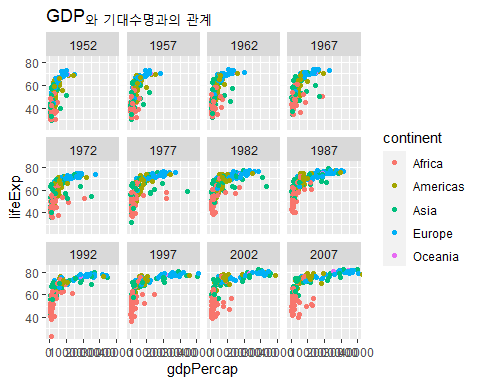 GDP와 기대수명과의 관계
1952 1957 1962 1967
80
60
40
1972 1977 1982 1987
80
60
40
1992 1997 2002 2007
80
60
40
lifeExp
gdpPercap
continent
Africa
Americas
Asia
Europe
Oceania